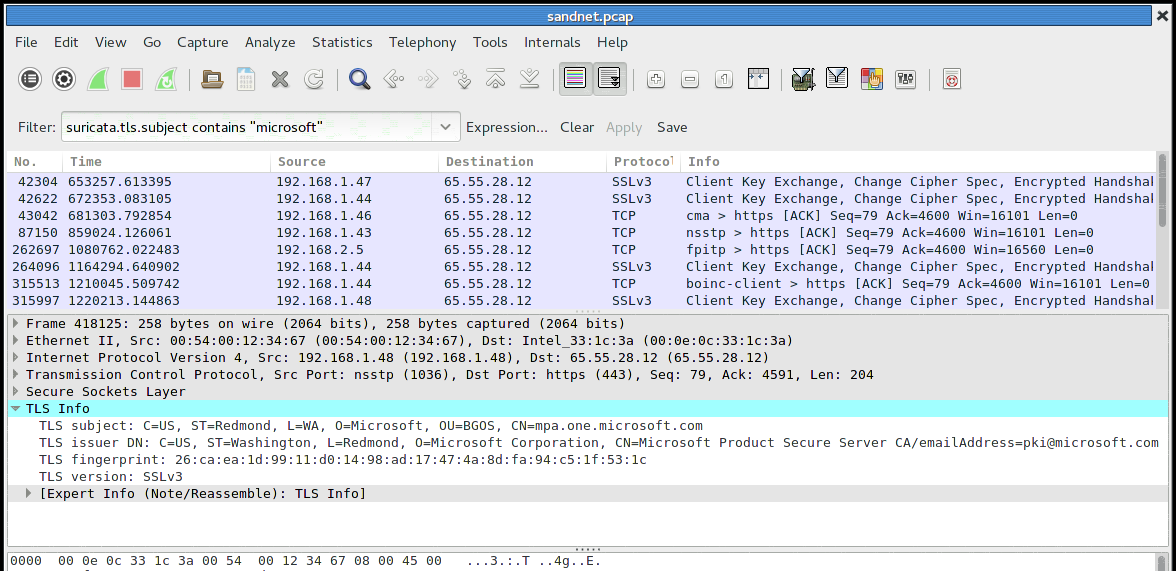 sandnet.pcap
File Edit View Go Capture Analyze Statistics Telephony Tools Internals Help
Filter: suricata.tls.subject contains "microsoft" Expression... Clear Apply Save
No. Time Source Destination Protocol Info
42304 653257.613395 192.168.1.47 65.55.28.12 SSLv3 Client Key Exchange, Change Cipher Spec, Encrypted Handshal
42622 672353.083105 192.168.1.44 65.55.28.12 SSLv3 Client Key Exchange, Change Cipher Spec, Encrypted Handshal
43042 681303.792854 192.168.1.46 65.55.28.12 TCP cma > https [ACK] Seq=79 Ack=4600 Win=16101 Len=0
87150 859024.126061 192.168.1.43 65.55.28.12 TCP nsstp > https [ACK] Seq=79 Ack=4600 Win=16101 Len=0
262697 1080762.022483 192.168.2.5 65.55.28.12 TCP fpitp > https [ACK] Seq=79 Ack=4600 Win=16560 Len=0
264096 1164294.640902 192.168.1.44 65.55.28.12 SSLv3 Client Key Exchange, Change Cipher Spec, Encrypted Handshal
315513 1210045.509742 192.168.1.44 65.55.28.12 TCP boinc-client > https [ACK] Seq=79 Ack=4600 Win=16101 Len=0
315997 1220213.144863 192.168.1.48 65.55.28.12 SSLv3 Client Key Exchange, Change Cipher Spec, Encrypted Handshal
Frame 418125: 258 bytes on wire (2064 bits), 258 bytes captured (2064 bits)
Ethernet II, Src: 00:54:00:12:34:67 (00:54:00:12:34:67), Dst: Intel_33:1c:3a (00:0e:0c:33:1c:3a)
Internet Protocol Version 4, Src: 192.168.1.48 (192.168.1.48), Dst: 65.55.28.12 (65.55.28.12)
Transmission Control Protocol, Src Port: nsstp (1036), Dst Port: https (443), Seq: 79, Ack: 4591, Len: 204
Secure Sockets Layer
TLS Info
TLS subject: C=US, ST=Redmond, L=WA, O=Microsoft, OU=BGOS, CN=mpa.one.microsoft.com
TLS issuer DN: C=US, ST=Washington, L=Redmond, O=Microsoft Corporation, CN=Microsoft Product Secure Server CA/emailAddress=pki@microsoft.com
TLS fingerprint: 26:ca:ea:1d:99:11:d0:14:98:ad:17:47:4a:8d:fa:94:c5:1f:53:1c
TLS version: SSLv3
[Expert Info (Note/Reassemble): TLS Info]
0000 00 0e 0c 33 1c 3a 00 54 00 12 34 67 08 00 45 00 ...3.:.T ..4g..E.